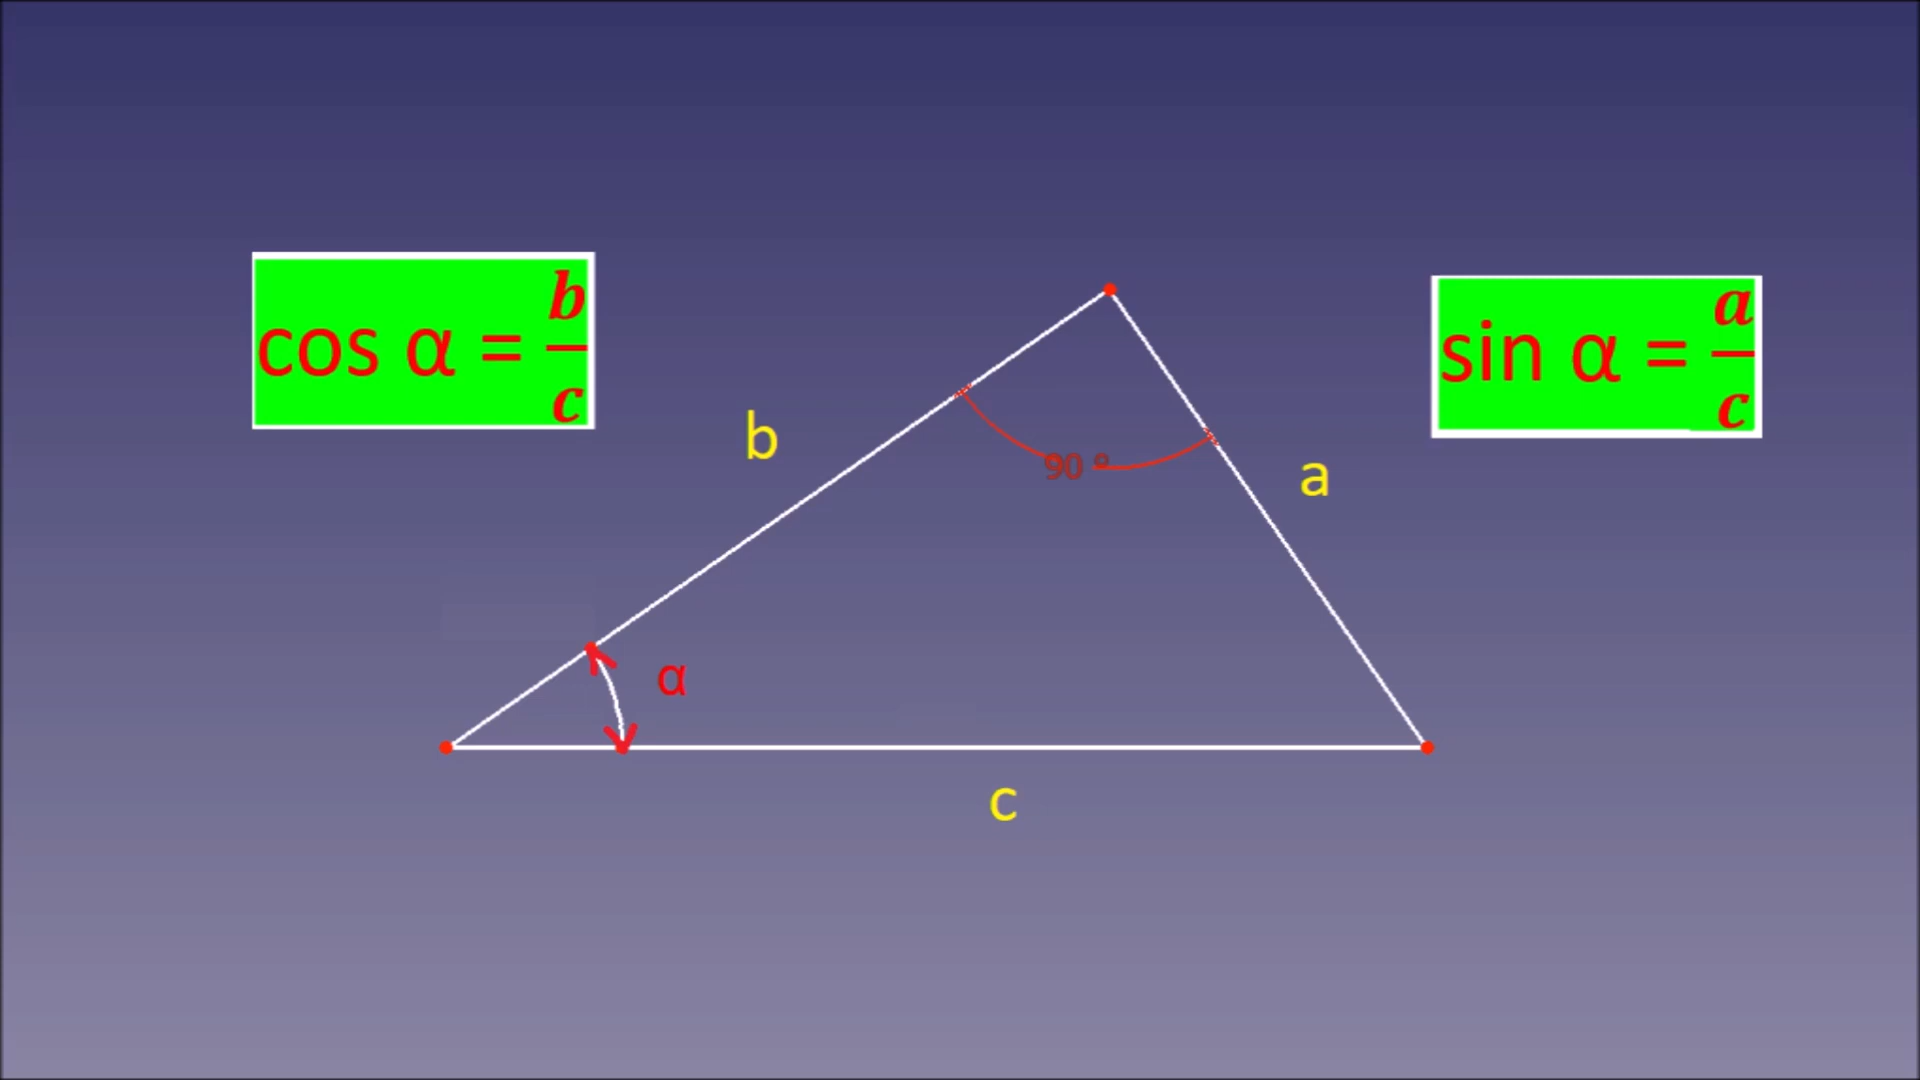 cos α = b/c
sin α = a/c
b
90 °
a
α
c